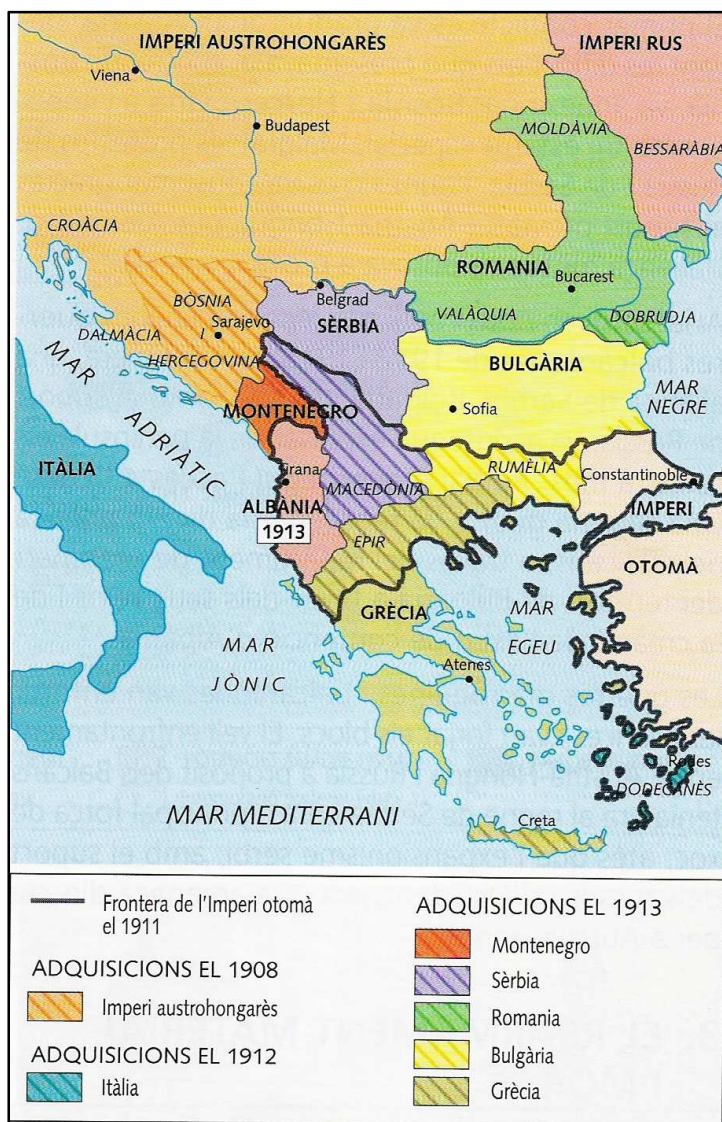 IMPERI AUSTROHONGARÈS
IMPERI RUS
Viena
Budapest
MOLDÀVIA
BESSARÀBIA
CROÀCIA
ROMANIA
Bucarest
BÒSNIA
Belgrad
VALÀQUIA
DOBRUDJA
DALMÀCIA
I
Sarajevo
SÈRBIA
HERCEGOVINA
BULGÀRIA
MAR
ADRIÀTIC
MAR
NEGRE
MONTENEGRO
Sofia
ITÀLIA
Tirana
MACEDÒNIA
RUMÈLIA
Constantinoble
ALBÀNIA
1913
IMPERI
OTOMÀ
EPIR
GRÈCIA
MAR
EGEU
MAR
JÒNIC
Atenes
Rodes
DODECANÈS
MAR MEDITERRANI
Creta
Frontera de l'Imperi otomà
el 1911
ADQUISICIONS EL 1908
Imperi austrohongarès
ADQUISICIONS EL 1912
Itàlia
ADQUISICIONS EL 1913
Montenegro
Sèrbia
Romania
Bulgària
Grècia